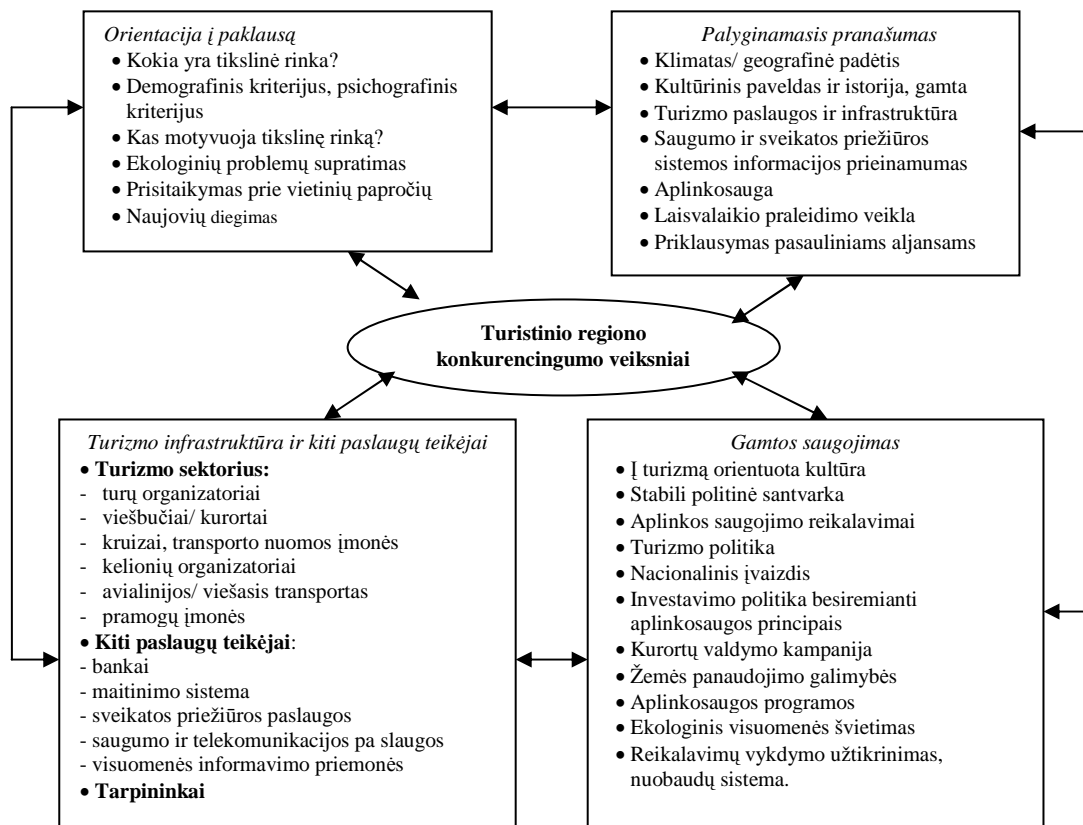 Orientacija į paklausą
• Kokia yra tikslinė rinka?
• Demografinis kriterijus, psichografinis
kriterijus
• Kas motyvuoja tikslinę rinką?
• Ekologinių problemų supratimas
• Prisitaikymas prie vietinių papročių
• Naujovių diegimas
Palyginamasis pranašumas
• Klimatas/ geografinė padėtis
• Kultūrinis paveldas ir istorija, gamta
• Turizmo paslaugos ir infrastruktūra
• Saugumo ir sveikatos priežiūros
sistemos informacijos prieinamumas
• Aplinkosauga
• Laisvalaikio praleidimo veikla
• Priklausymas pasauliniams aljansams
Turistinio regiono
konkurencingumo veiksniai
Turizmo infrastruktūra ir kiti paslaugų teikėjai
• Turizmo sektorius:
- turų organizatoriai
- viešbučiai/ kurortai
- kruizai, transporto nuomos įmonės
- kelionių organizatoriai
- avialinijos/ viešasis transportas
- pramogų įmonės
• Kiti paslaugų teikėjai:
- bankai
- maitinimo sistema
- sveikatos priežiūros paslaugos
- saugumo ir telekomunikacijos pa slaugos
- visuomenės informavimo priemonės
• Tarpininkai
Gamtos saugojimas
• Į turizmą orientuota kultūra
• Stabili politinė santvarka
• Aplinkos saugojimo reikalavimai
• Turizmo politika
• Nacionalinis įvaizdis
• Investavimo politika besiremianti
aplinkosaugos principais
• Kurortų valdymo kampanija
• Žemės panaudojimo galimybės
• Aplinkosaugos programos
• Ekologinis visuomenės švietimas
• Reikalavimų vykdymo užtikrinimas,
nuobaudų sistema.